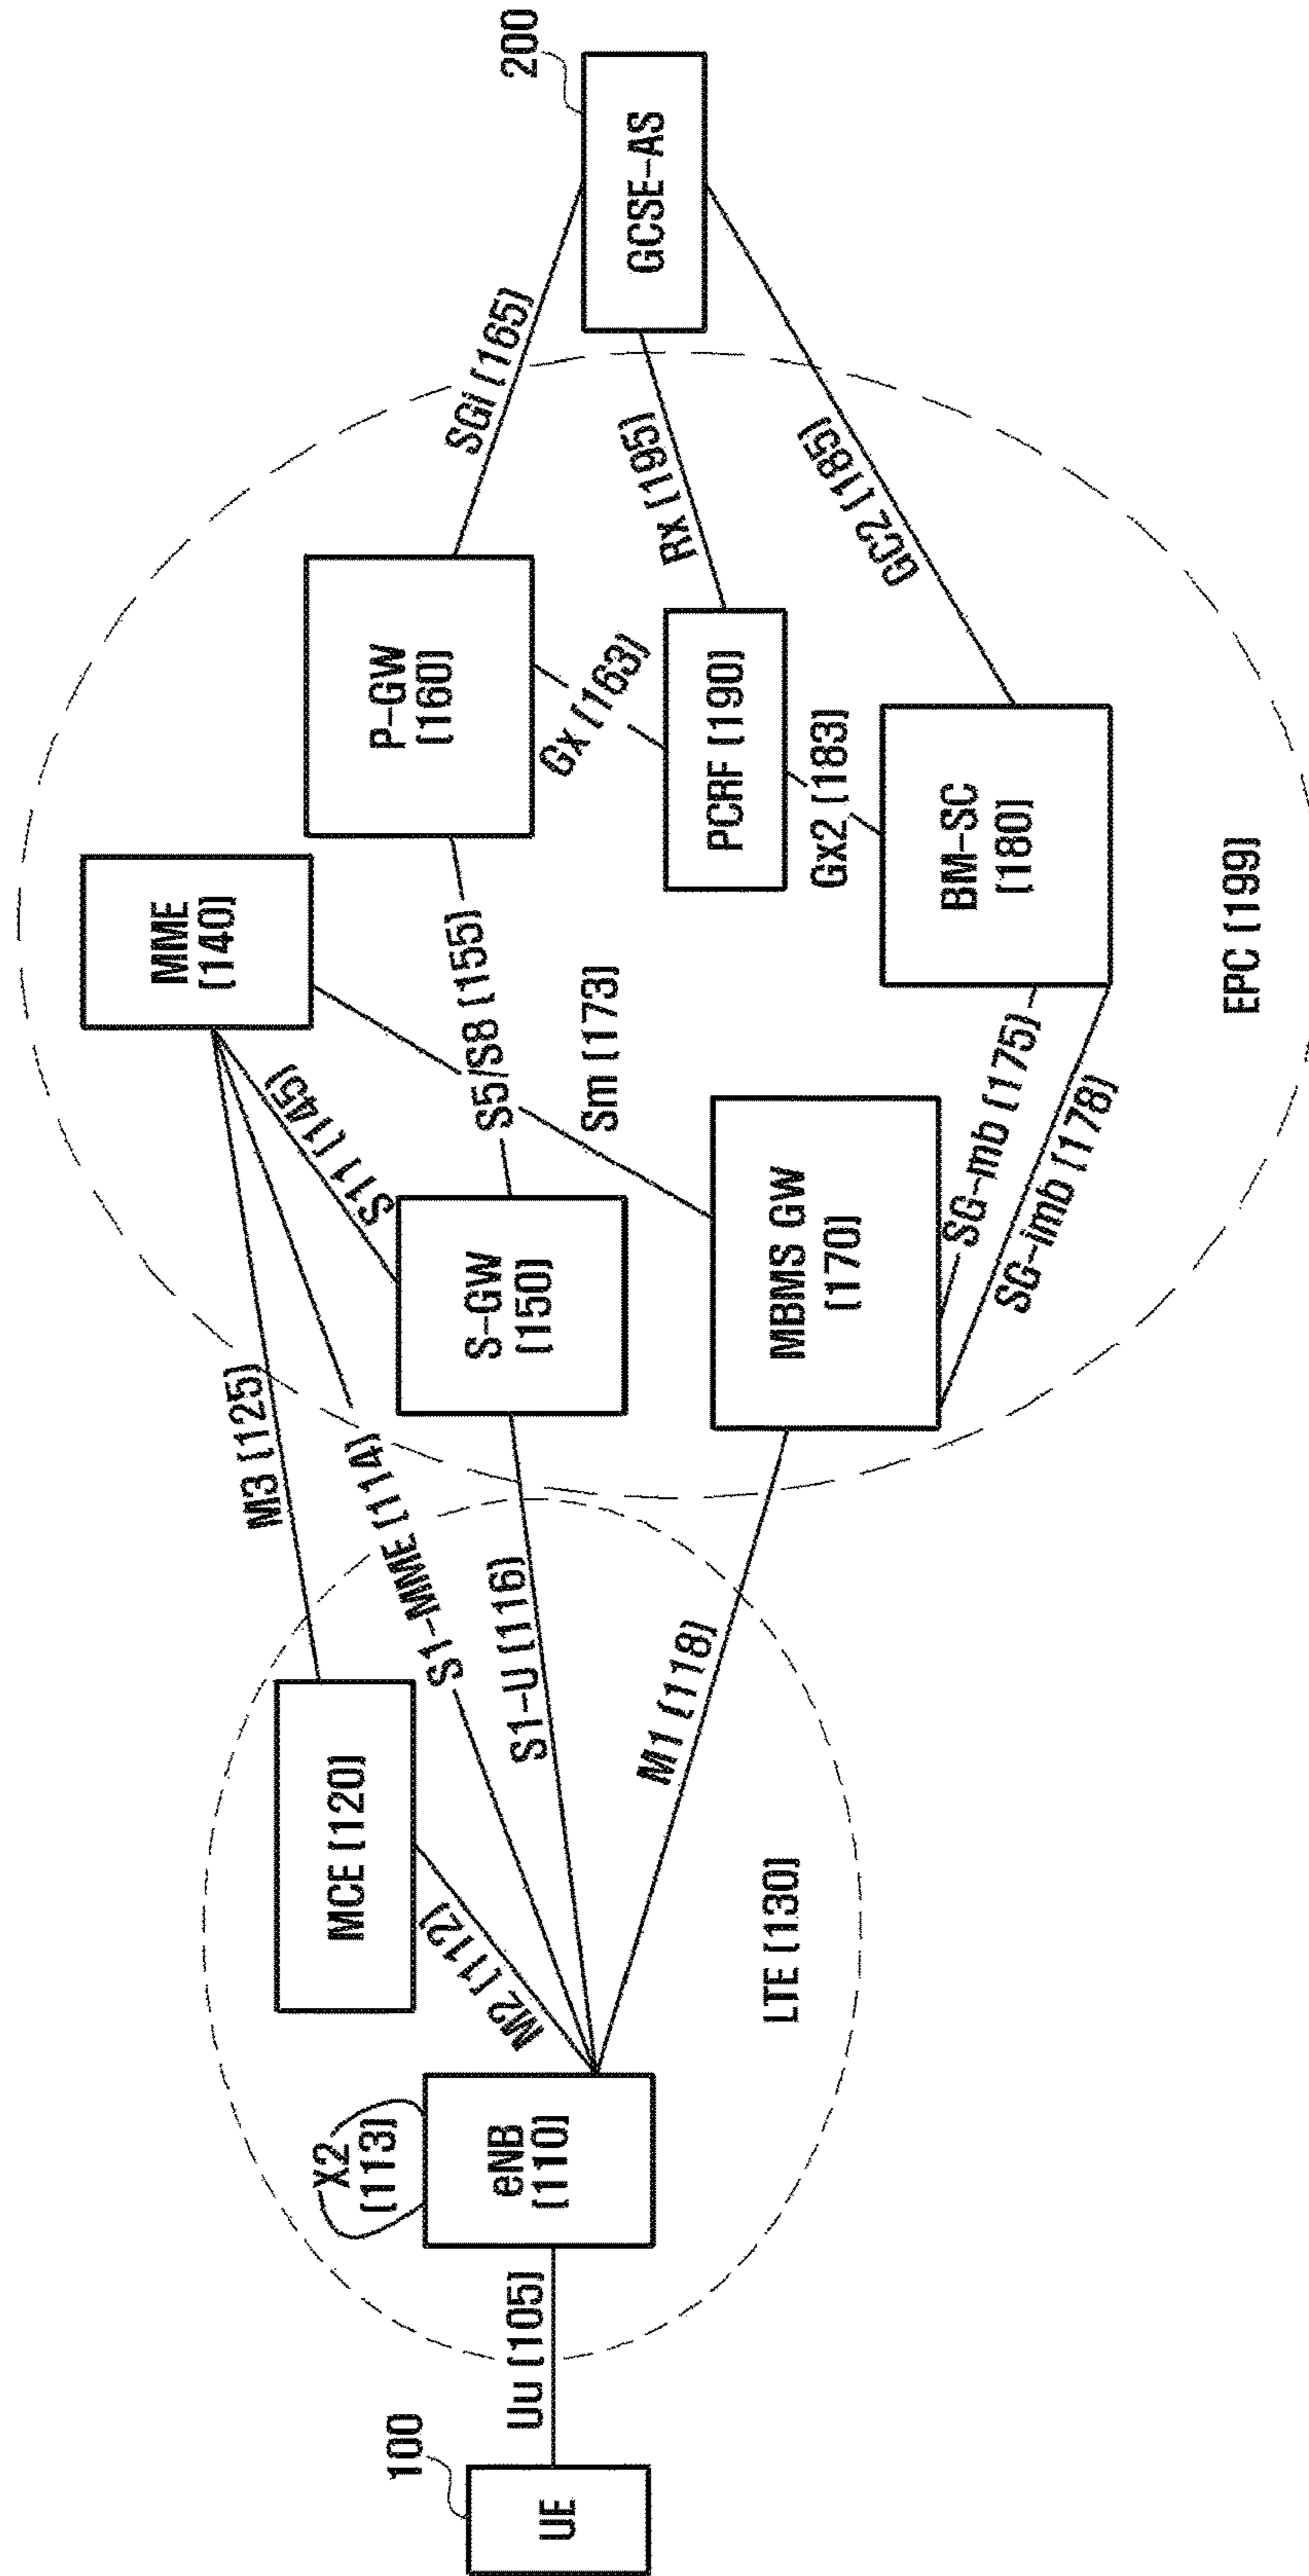 100
UE
Uu (105)
X2
(113)
eNB
(110)
M2 (112)
MCE (120)
LTE (130)
M3 (125)
S1-MME (114)
S1-U (116)
M1 (118)
MME
(140)
S11 (145)
S-GW
(150)
S5/S8 (155)
Sm (173)
MBMS GW
(170)
SG-mb (175)
SG-imb (178)
P-GW
(160)
Gx (163)
PCRF (190)
Gx2 (183)
BM-SC
(180)
EPC (199)
SGi (165)
Rx (195)
GC2 (185)
200
GCSE-AS